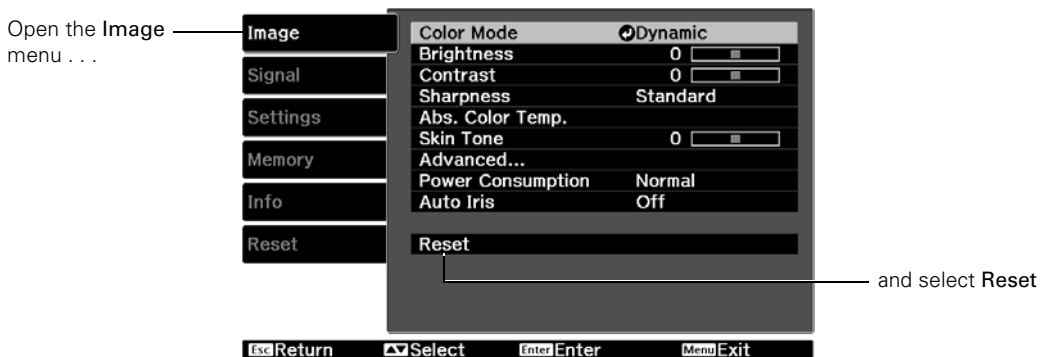 Open the Image
menu . . .
Image
Signal
Settings
Memory
Info
Reset
Color Mode Dynamic
Brightness 0
Contrast 0
Sharpness Standard
Abs. Color Temp.
Skin Tone 0
Advanced...
Power Consumption Normal
Auto Iris Off
Reset
and select Reset
Esc Return Select Enter Enter Menu Exit